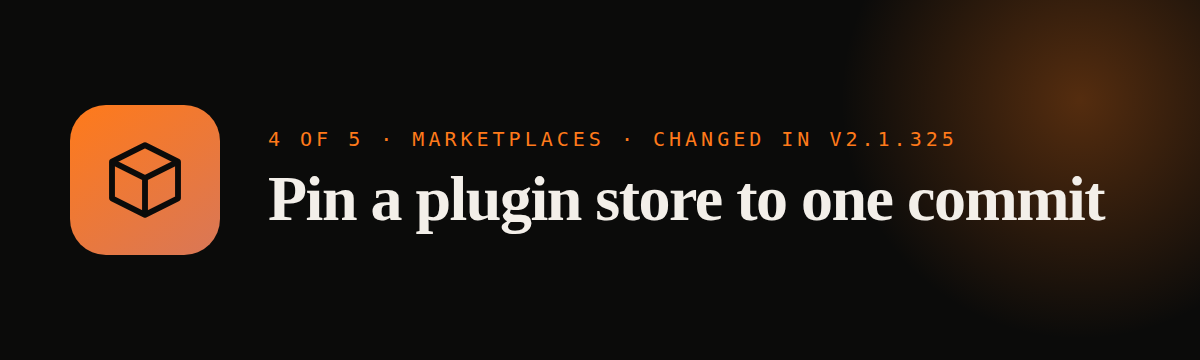 4 OF 5 · MARKETPLACES · CHANGED IN V2.1.325
Pin a plugin store to one commit